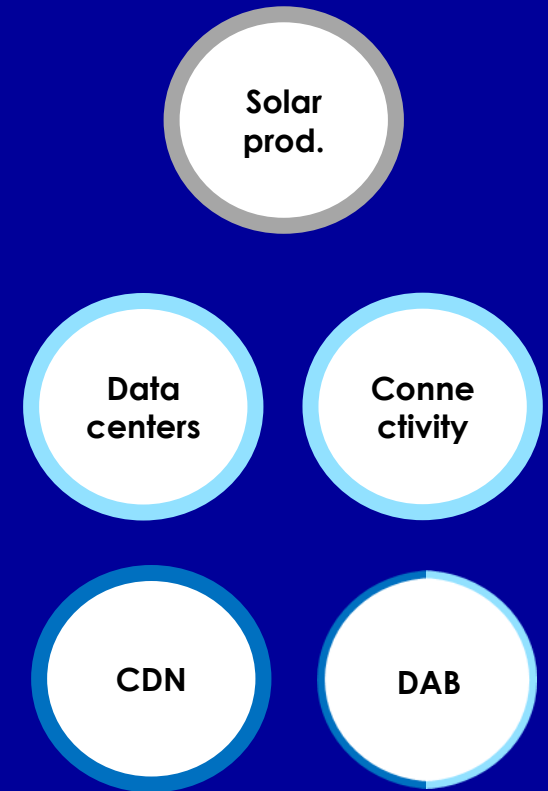 Solar
prod.
Data
centers
Conne
ctivity
CDN
DAB